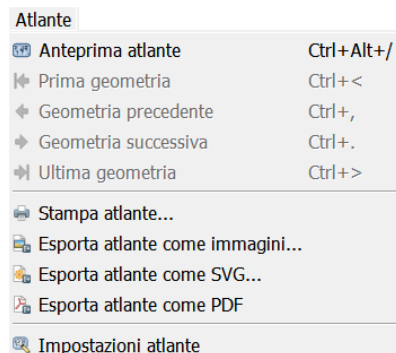 Atlante
Anteprima atlante Ctrl+Alt+/
Prima geometria Ctrl+<
Geometria precedente Ctrl+,
Geometria successiva Ctrl+.
Ultima geometria Ctrl+>
Stampa atlante...
Esporta atlante come immagini...
Esporta atlante come SVG...
Esporta atlante come PDF
Impostazioni atlante